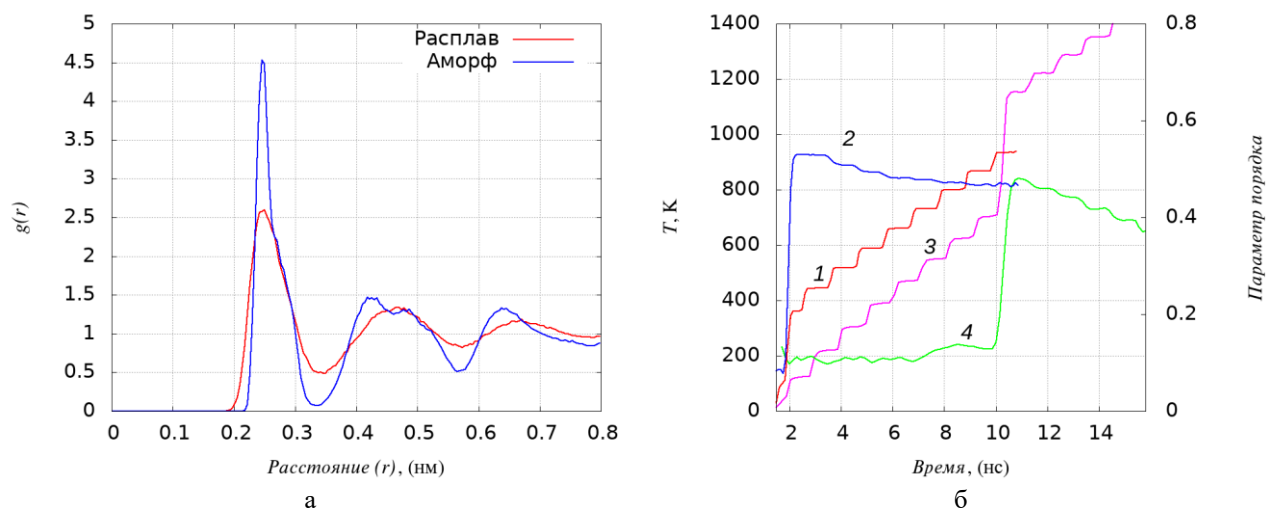 Расплав
Аморф
5
4.5
4
3.5
3
2.5
2
1.5
1
0.5
0
g(r)
0 0.1 0.2 0.3 0.4 0.5 0.6 0.7 0.8
Расстояние (r), (нм)
а
1400
1200
1000
800
600
400
200
0
T, K
0.8
0.6
0.4
0.2
0
Параметр порядка
2
1
3
4
2 4 6 8 10 12 14
Время, (нс)
б